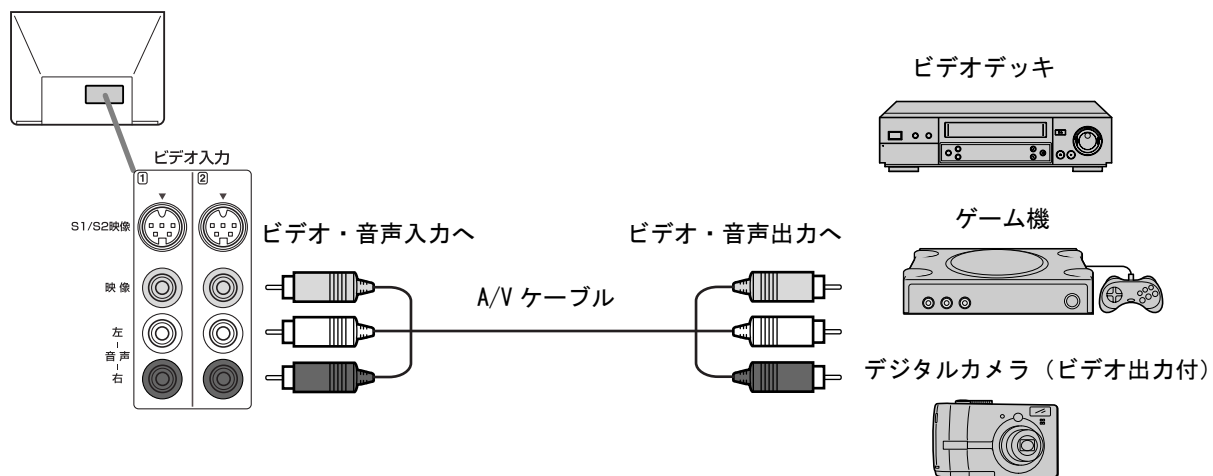 ビデオデッキ
ビデオ入力
1 2
S1/S2映像
ビデオ・音声入力へ
ビデオ・音声出力へ
ゲーム機
映像
A/V ケーブル
左
音声
右
デジタルカメラ（ビデオ出力付）